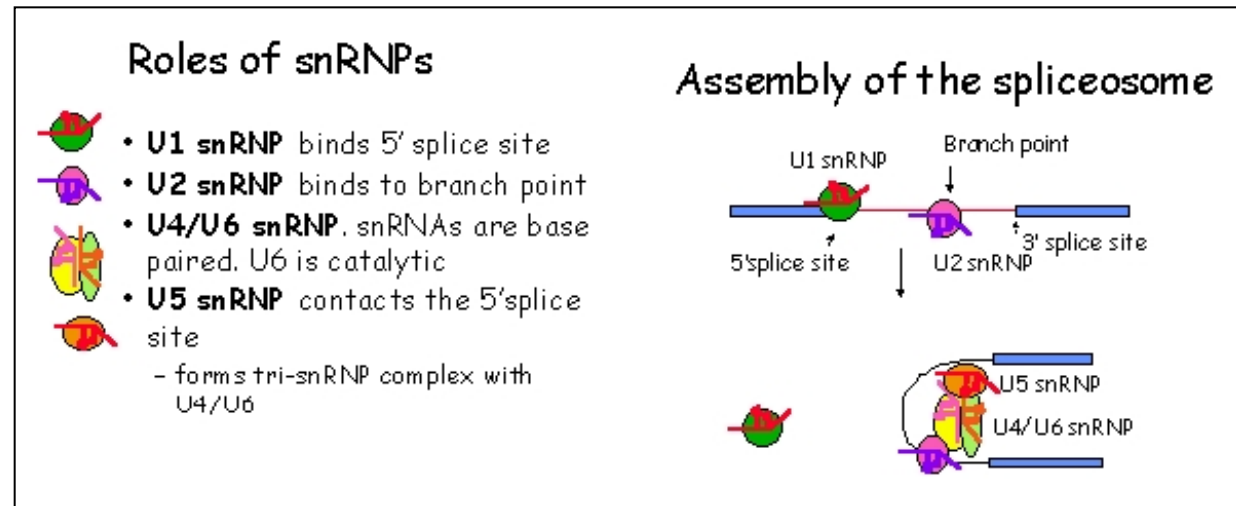 Roles of snRNPs
• U1 snRNP binds 5' splice site
• U2 snRNP binds to branch point
• U4/U6 snRNP. snRNAs are base
paired. U6 is catalytic
• U5 snRNP contacts the 5'splice
site
– forms tri-snRNP complex with
U4/U6
Assembly of the spliceosome
Branch point
U1 snRNP
5'splice site
U2 snRNP
3' splice site
U5 snRNP
U4/U6 snRNP